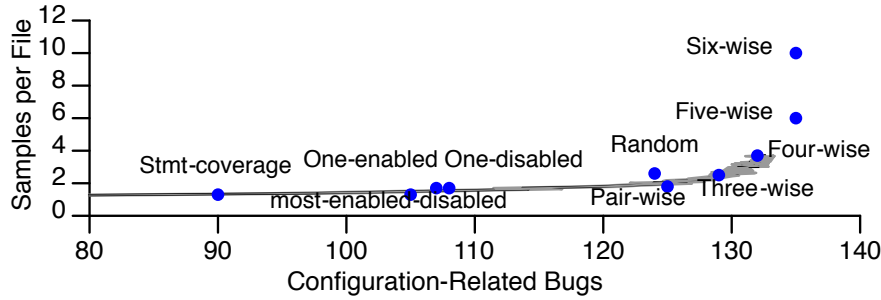 12
10
8
6
4
2
0
Samples per File
Six-wise
Five-wise
Random
Four-wise
Stmt-coverage
One-enabled
One-disabled
most-enabled-disabled
Pair-wise
Three-wise
80
90
100
110
120
130
140
Configuration-Related Bugs